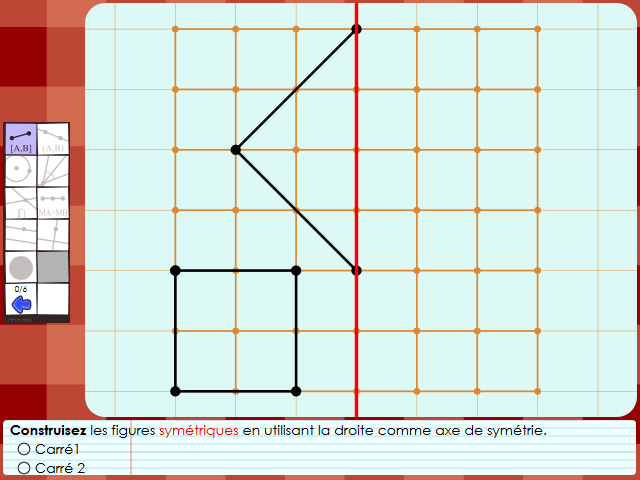 [A,B] (A,B)
∩ MA=MB
0/6
Construisez les figures symétriques en utilisant la droite comme axe de symétrie.
Carré1
Carré 2